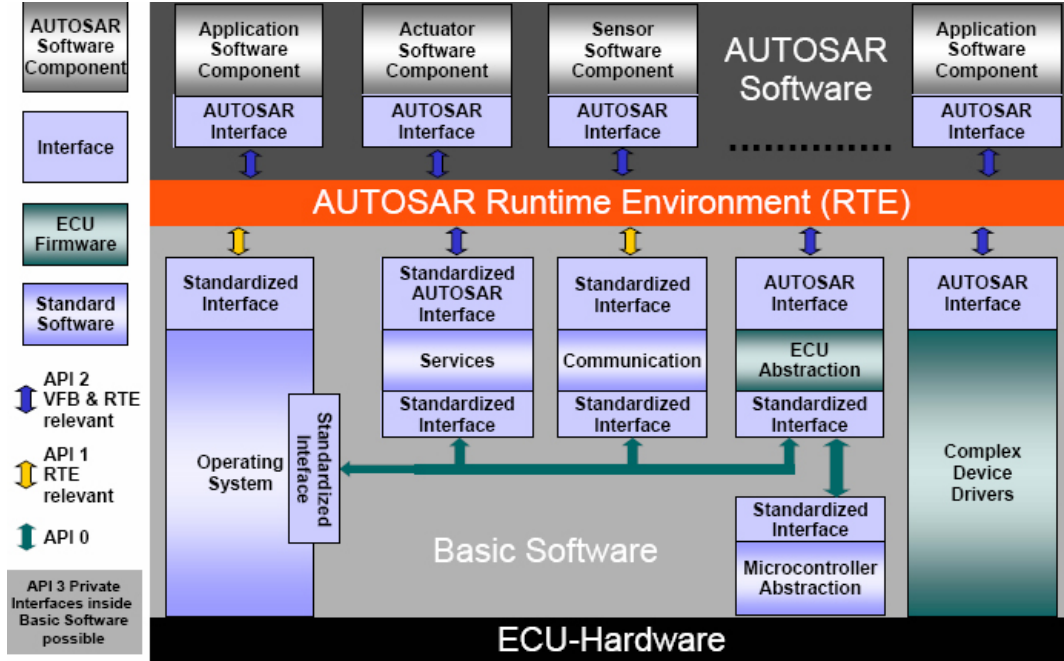 AUTOSAR
Software
Component
Interface
ECU
Firmware
Standard
Software
API 2
VFB & RTE
relevant
API 1
RTE
relevant
API 0
API 3 Private
Interfaces inside
Basic Software
possible
Application
Software
Component
AUTOSAR
Interface
Actuator
Software
Component
AUTOSAR
Interface
Sensor
Software
Component
AUTOSAR
Interface
AUTOSAR
Software
Application
Software
Component
AUTOSAR
Interface
AUTOSAR Runtime Environment (RTE)
Standardized
Interface
Operating
System
Standardized
Inteface
Standardized
AUTOSAR
Interface
Services
Standardized
Interface
Standardized
Interface
Communication
Standardized
Interface
AUTOSAR
Interface
ECU
Abstraction
Standardized
Interface
Standardized
Interface
Microcontroller
Abstraction
AUTOSAR
Interface
Complex
Device
Drivers
Basic Software
ECU-Hardware